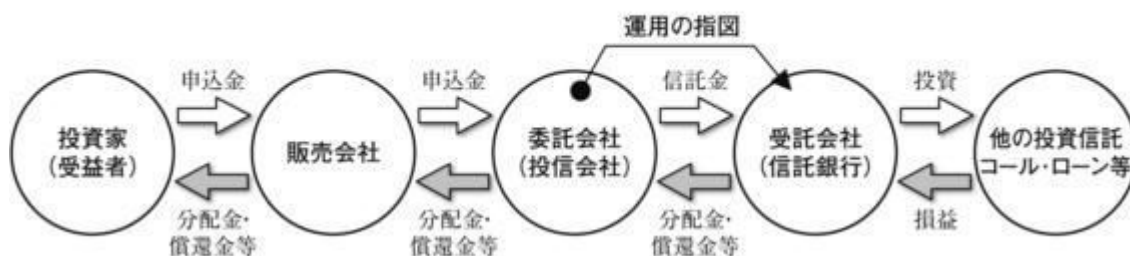 運用の指図
申込金
申込金
信託金
投資
投資家
（受益者）
販売会社
委託会社
（投信会社）
受託会社
（信託銀行）
他の投資信託
コール・ローン等
分配金・
償還金等
分配金・
償還金等
分配金・
償還金等
損益